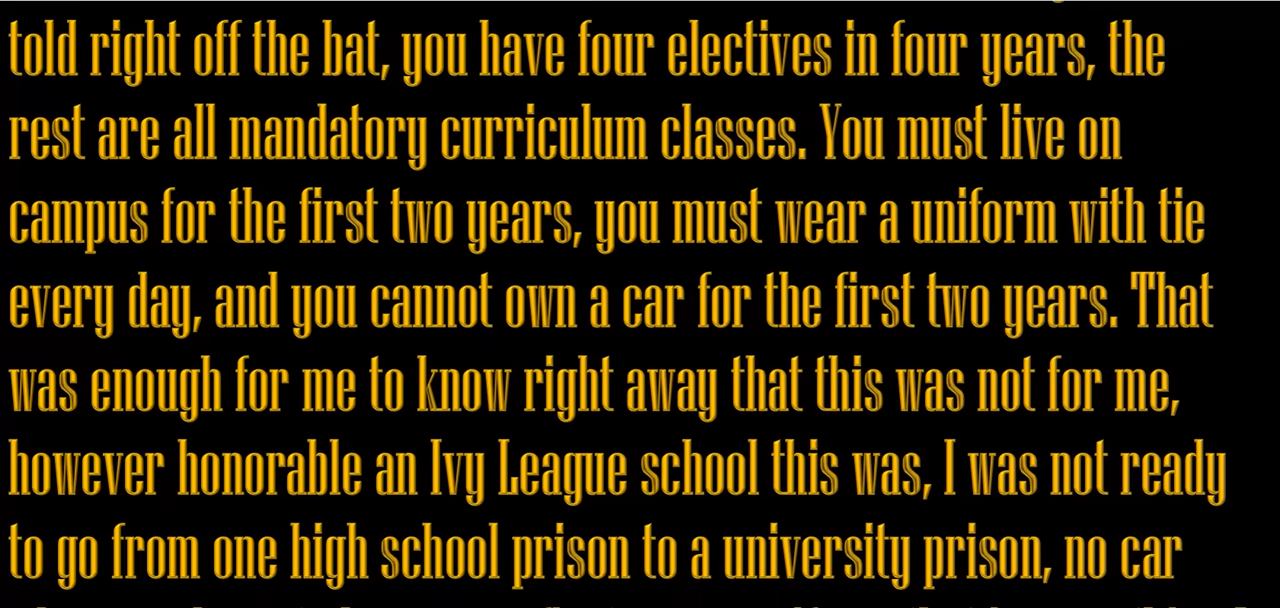 told right off the bat, you have four electives in four years, the
rest are all mandatory curriculum classes. You must live on
campus for the first two years, you must wear a uniform with tie
every day, and you cannot own a car for the first two years. That
was enough for me to know right away that this was not for me,
however honorable an Ivy League school this was, I was not ready
to go from one high school prison to a university prison, no car